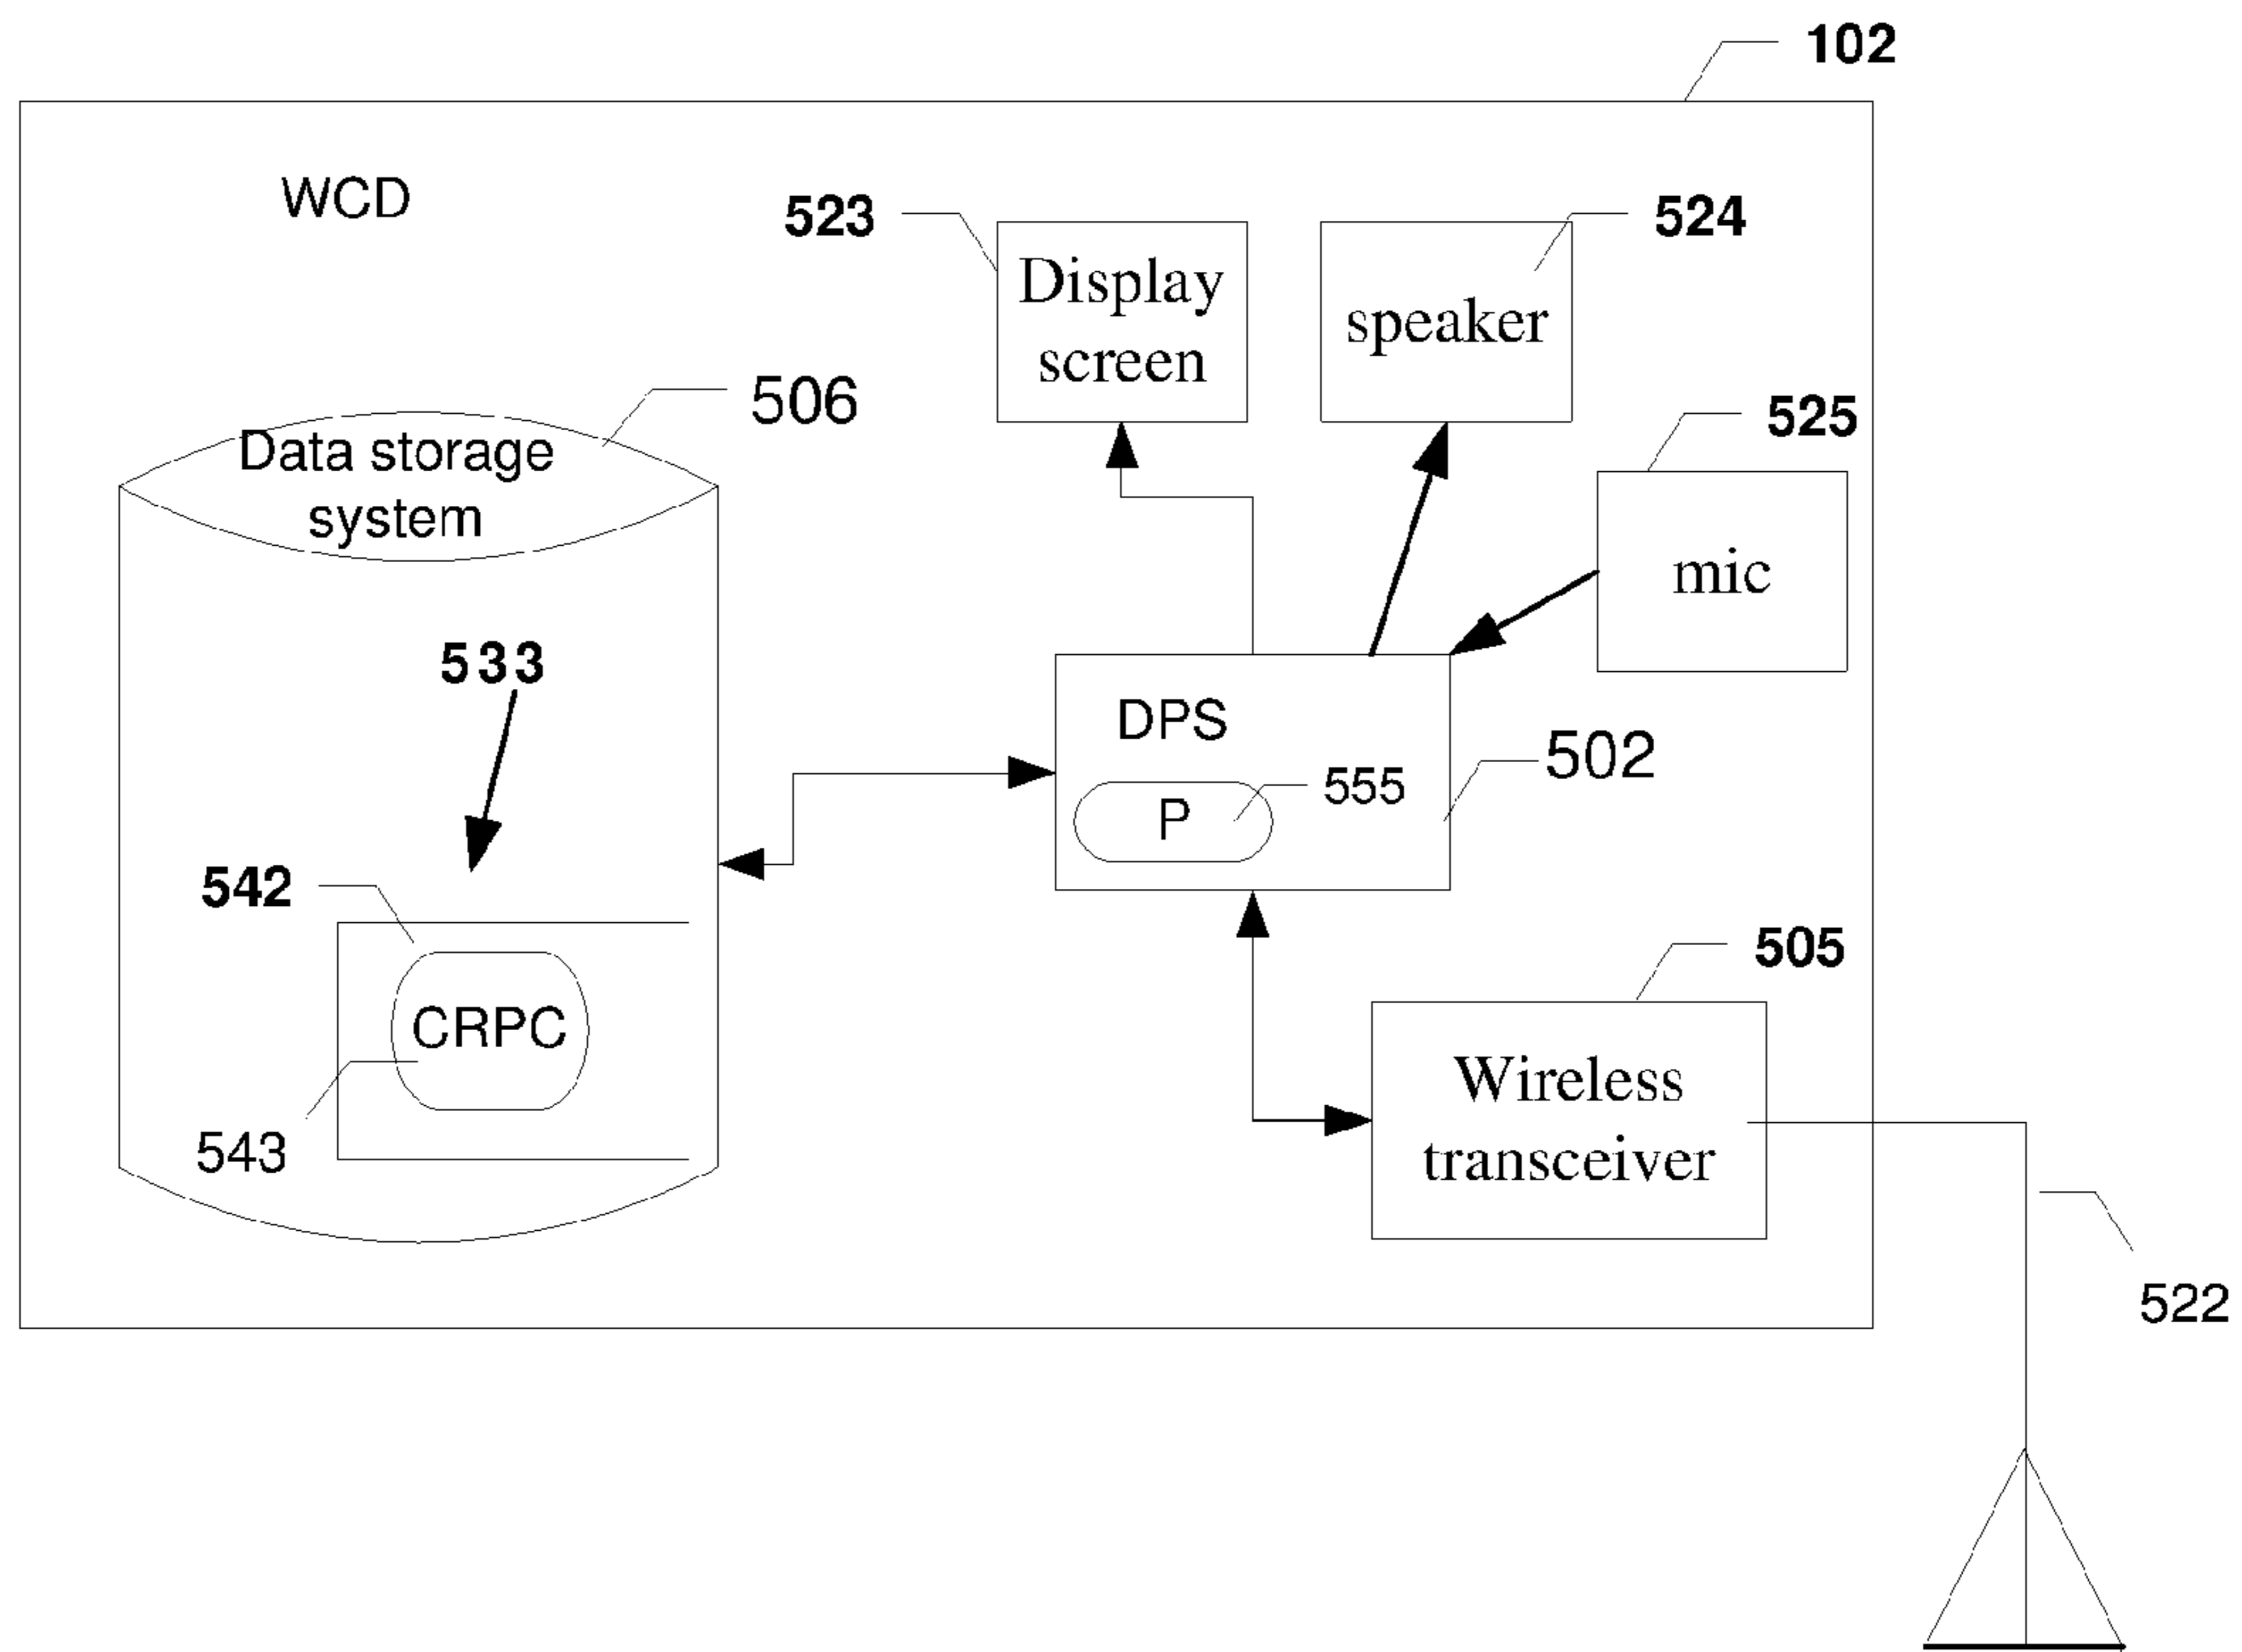 102
WCD
523
524
Display
screen
speaker
506
525
Data storage
system
mic
533
DPS
502
555
P
542
505
CRPC
Wireless
transceiver
543
522